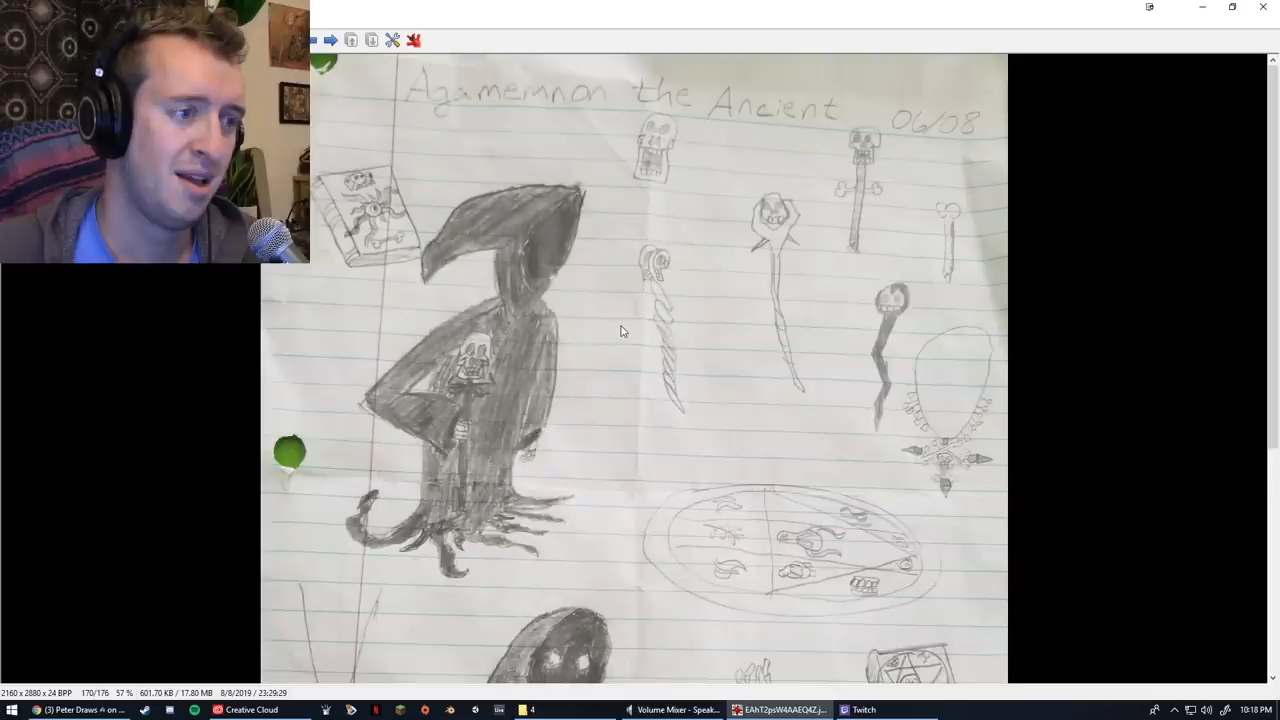 Agamemnon the Ancient 06/08
2160 x 2880 x 24 BPP 170/176 57 % 601.70 KB / 17.80 MB 8/8/2019 / 23:29:29
(3) Peter Draws on ... Creative Cloud Live 4 Volume Mixer - Speak... EAhT2psW4AAEQ4Z.j... Twitch 10:18 PM